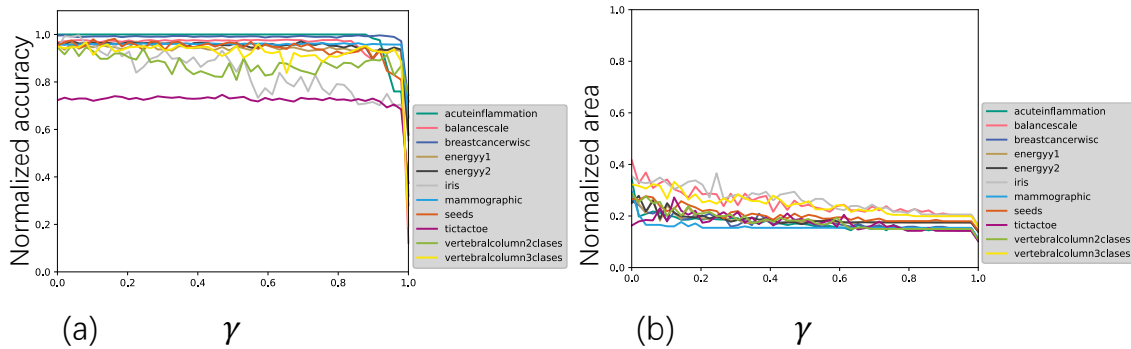 Normalized accuracy
1.0
0.8
0.6
0.4
0.2
0.0
0.0
0.2
0.4
0.6
0.8
1.0
acuteinflammation
balancescale
breastcancerwisc
energyy1
energyy2
iris
mammographic
seeds
tictactoe
vertebralcolumn2clases
vertebralcolumn3clases
(a) γ
Normalized area
1.0
0.8
0.6
0.4
0.2
0.0
0.0
0.2
0.4
0.6
0.8
1.0
acuteinflammation
balancescale
breastcancerwisc
energyy1
energyy2
iris
mammographic
seeds
tictactoe
vertebralcolumn2clases
vertebralcolumn3clases
(b) γ